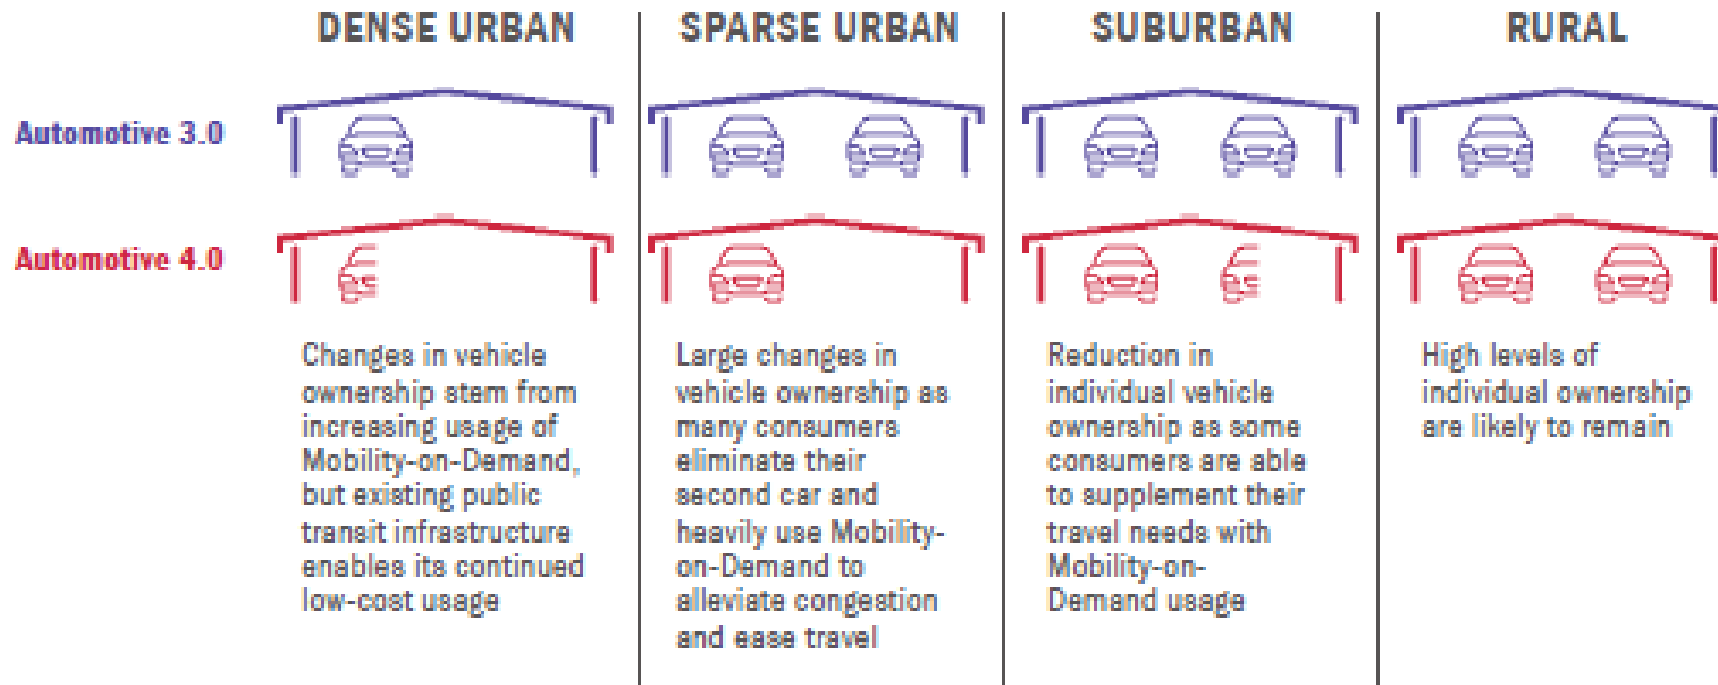 DENSE URBAN
SPARSE URBAN
SUBURBAN
RURAL
Automotive 3.0
Automotive 4.0
Changes in vehicle
ownership stem from
increasing usage of
Mobility-on-Demand,
but existing public
transit infrastructure
enables its continued
low-cost usage
Large changes in
vehicle ownership as
many consumers
eliminate their
second car and
heavily use Mobility-
on-Demand to
alleviate congestion
and ease travel
Reduction in
individual vehicle
ownership as some
consumers are able
to supplement their
travel needs with
Mobility-on-
Demand usage
High levels of
individual ownership
are likely to remain